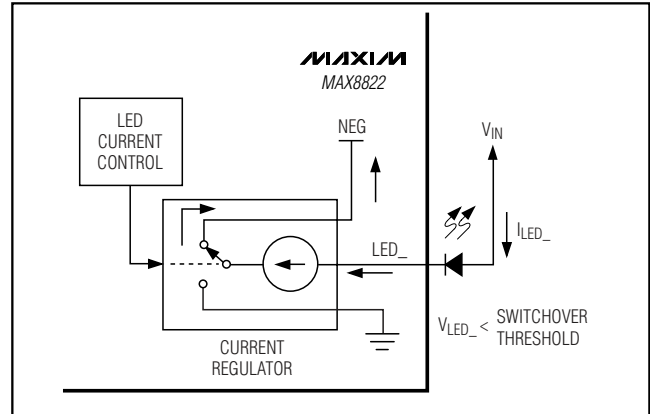 MAXIM
MAX8822
LED
CURRENT
CONTROL
NEG
VIN
ILED_
LED_
VLED_ < SWITCHOVER
THRESHOLD
CURRENT
REGULATOR